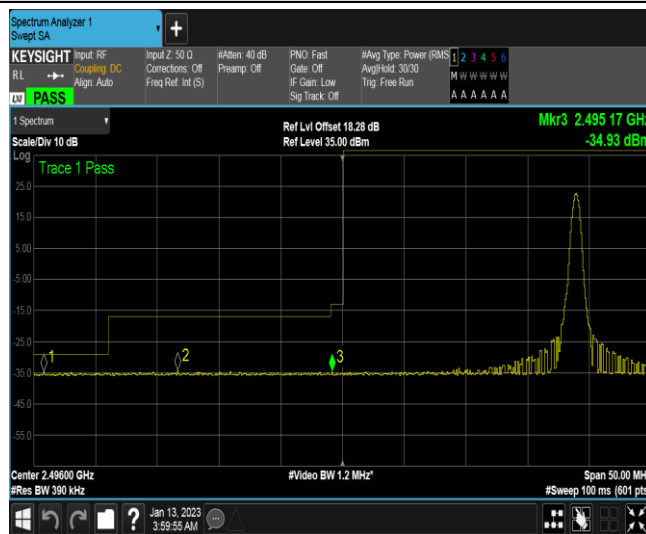 Spectrum Analyzer 1
Swept SA
+
KEYSIGHT
RL
LXI PASS
Input: RF
Coupling: DC
Align: Auto
Input Z: 50 Ω
Corrections: Off
Freq Ref: Int (S)
#Atten: 40 dB
Preamp: Off
PNO: Fast
Gate: Off
IF Gain: Low
Sig Track: Off
#Avg Type: Power (RMS
Avg|Hold: 30/30
Trig: Free Run
1 2 3 4 5 6
M W W W W W
A A A A A A
1 Spectrum
Scale/Div 10 dB
Ref Lvl Offset 18.28 dB
Ref Level 35.00 dBm
Mkr3 2.495 17 GHz
-34.93 dBm
Log
Trace 1 Pass
25.0
15.0
5.00
-5.00
-15.0
-25.0
-35.0
-45.0
-55.0
1
2
3
Center 2.49600 GHz
#Res BW 390 kHz
#Video BW 1.2 MHz*
Span 50.00 MH
#Sweep 100 ms (601 pts
?
Jan 13, 2023
3:59:55 AM